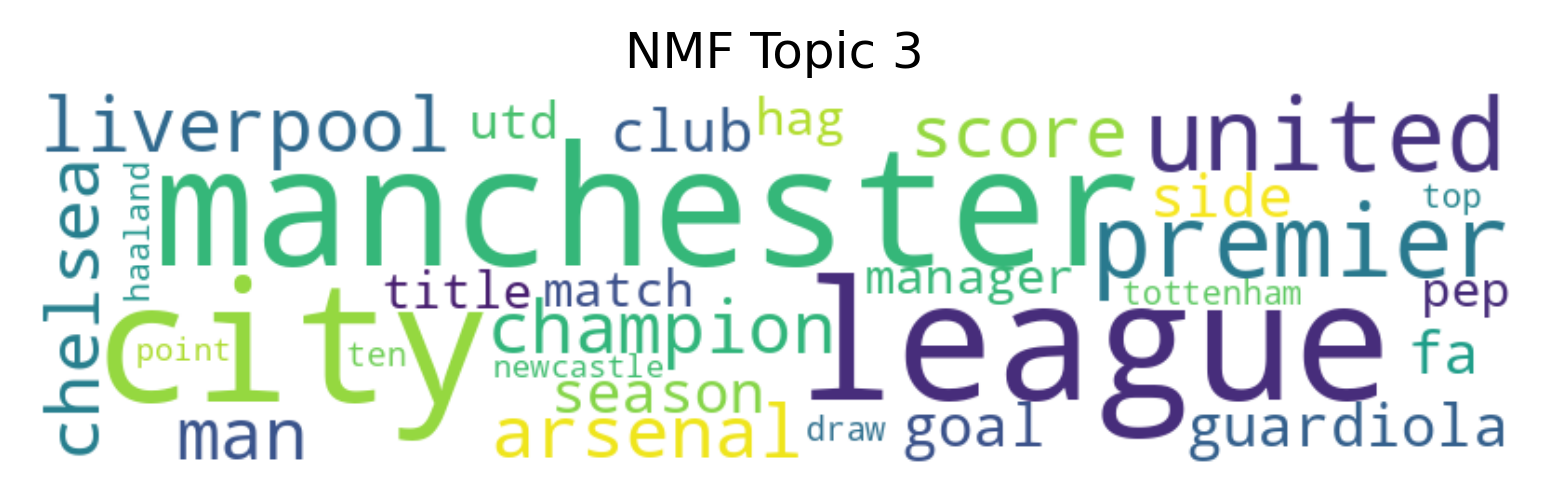 NMF Topic 3
liverpool
utd
club
hag
score
united
chelsea
haaland
manchester
side
top
premier
city
title
match
manager
tottenham
pep
champion
league
point
ten
newcastle
fa
season
man
arsenal
draw
goal
guardiola